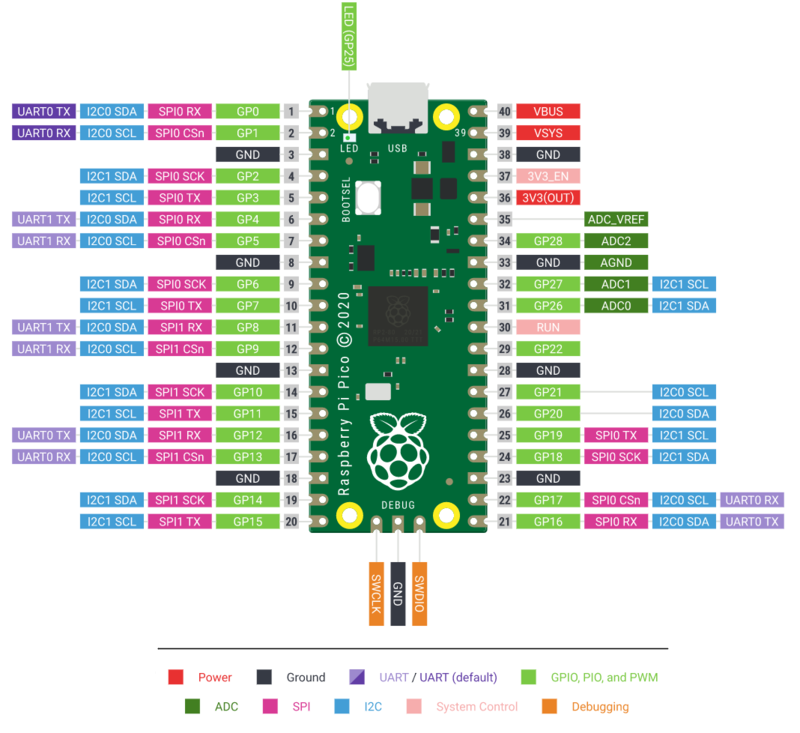 LED (GP25)
UART0 TX I2C0 SDA SPI0 RX GP0 1 1 40 VBUS
UART0 RX I2C0 SCL SPI0 CSn GP1 2 2 39 39 VSYS
LED USB
GND 3 38 GND
I2C1 SDA SPI0 SCK GP2 4 37 3V3_EN
I2C1 SCL SPI0 TX GP3 5 36 3V3(OUT)
BOOTSEL
UART1 TX I2C0 SDA SPI0 RX GP4 6 35 ADC_VREF
UART1 RX I2C0 SCL SPI0 CSn GP5 7 34 GP28 ADC2
GND 8 33 GND AGND
I2C1 SDA SPI0 SCK GP6 9 32 GP27 ADC1 I2C1 SCL
I2C1 SCL SPI0 TX GP7 10 31 GP26 ADC0 I2C1 SDA
UART1 TX I2C0 SDA SPI1 RX GP8 11 30 RUN
UART1 RX I2C0 SCL SPI1 CSn GP9 12 29 GP22
GND 13 28 GND
Raspberry Pi Pico © 2020
I2C1 SDA SPI1 SCK GP10 14 27 GP21 I2C0 SCL
I2C1 SCL SPI1 TX GP11 15 26 GP20 I2C0 SDA
UART0 TX I2C0 SDA SPI1 RX GP12 16 25 GP19 SPI0 TX I2C1 SCL
UART0 RX I2C0 SCL SPI1 CSn GP13 17 24 GP18 SPI0 SCK I2C1 SDA
GND 18 23 GND
I2C1 SDA SPI1 SCK GP14 19 22 GP17 SPI0 CSn I2C0 SCL UART0 RX
DEBUG
I2C1 SCL SPI1 TX GP15 20 21 GP16 SPI0 RX I2C0 SDA UART0 TX
SWCLK GND SWDIO
Power Ground UART / UART (default) GPIO, PIO, and PWM
ADC SPI I2C System Control Debugging